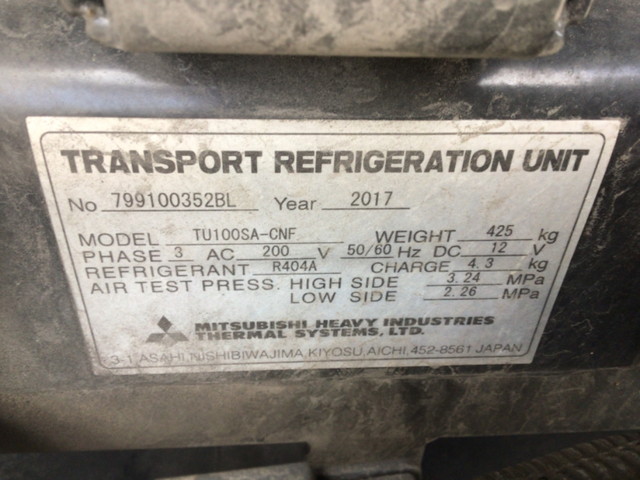 TRANSPORT REFRIGERATION UNIT
No 799100352BL Year 2017
MODEL TU100SA-CNF WEIGHT 425 kg
PHASE 3 AC 200 V 50/60 Hz DC 12 V
REFRIGERANT R404A CHARGE 4.3 kg
AIR TEST PRESS. HIGH SIDE 3.24 MPa
LOW SIDE 2.26 MPa
MITSUBISHI HEAVY INDUSTRIES
THERMAL SYSTEMS, LTD.
3-1 ASAHI, NISHIBIWAJIMA, KIYOSU, AICHI, 452-8561 JAPAN